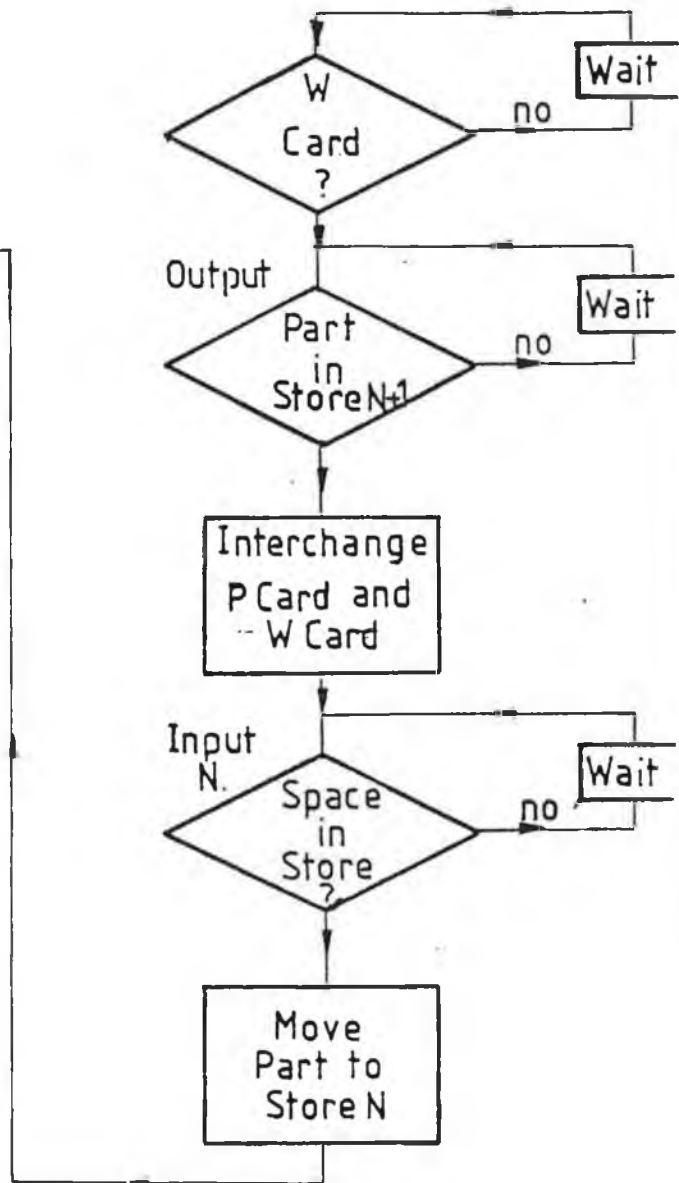 W
Card
?
no
Wait
Output
Part
in
Store N+1
no
Wait
Interchange
P Card and
W Card
Input
N.
Space
in
Store
?
no
Wait
Move
Part to
Store N